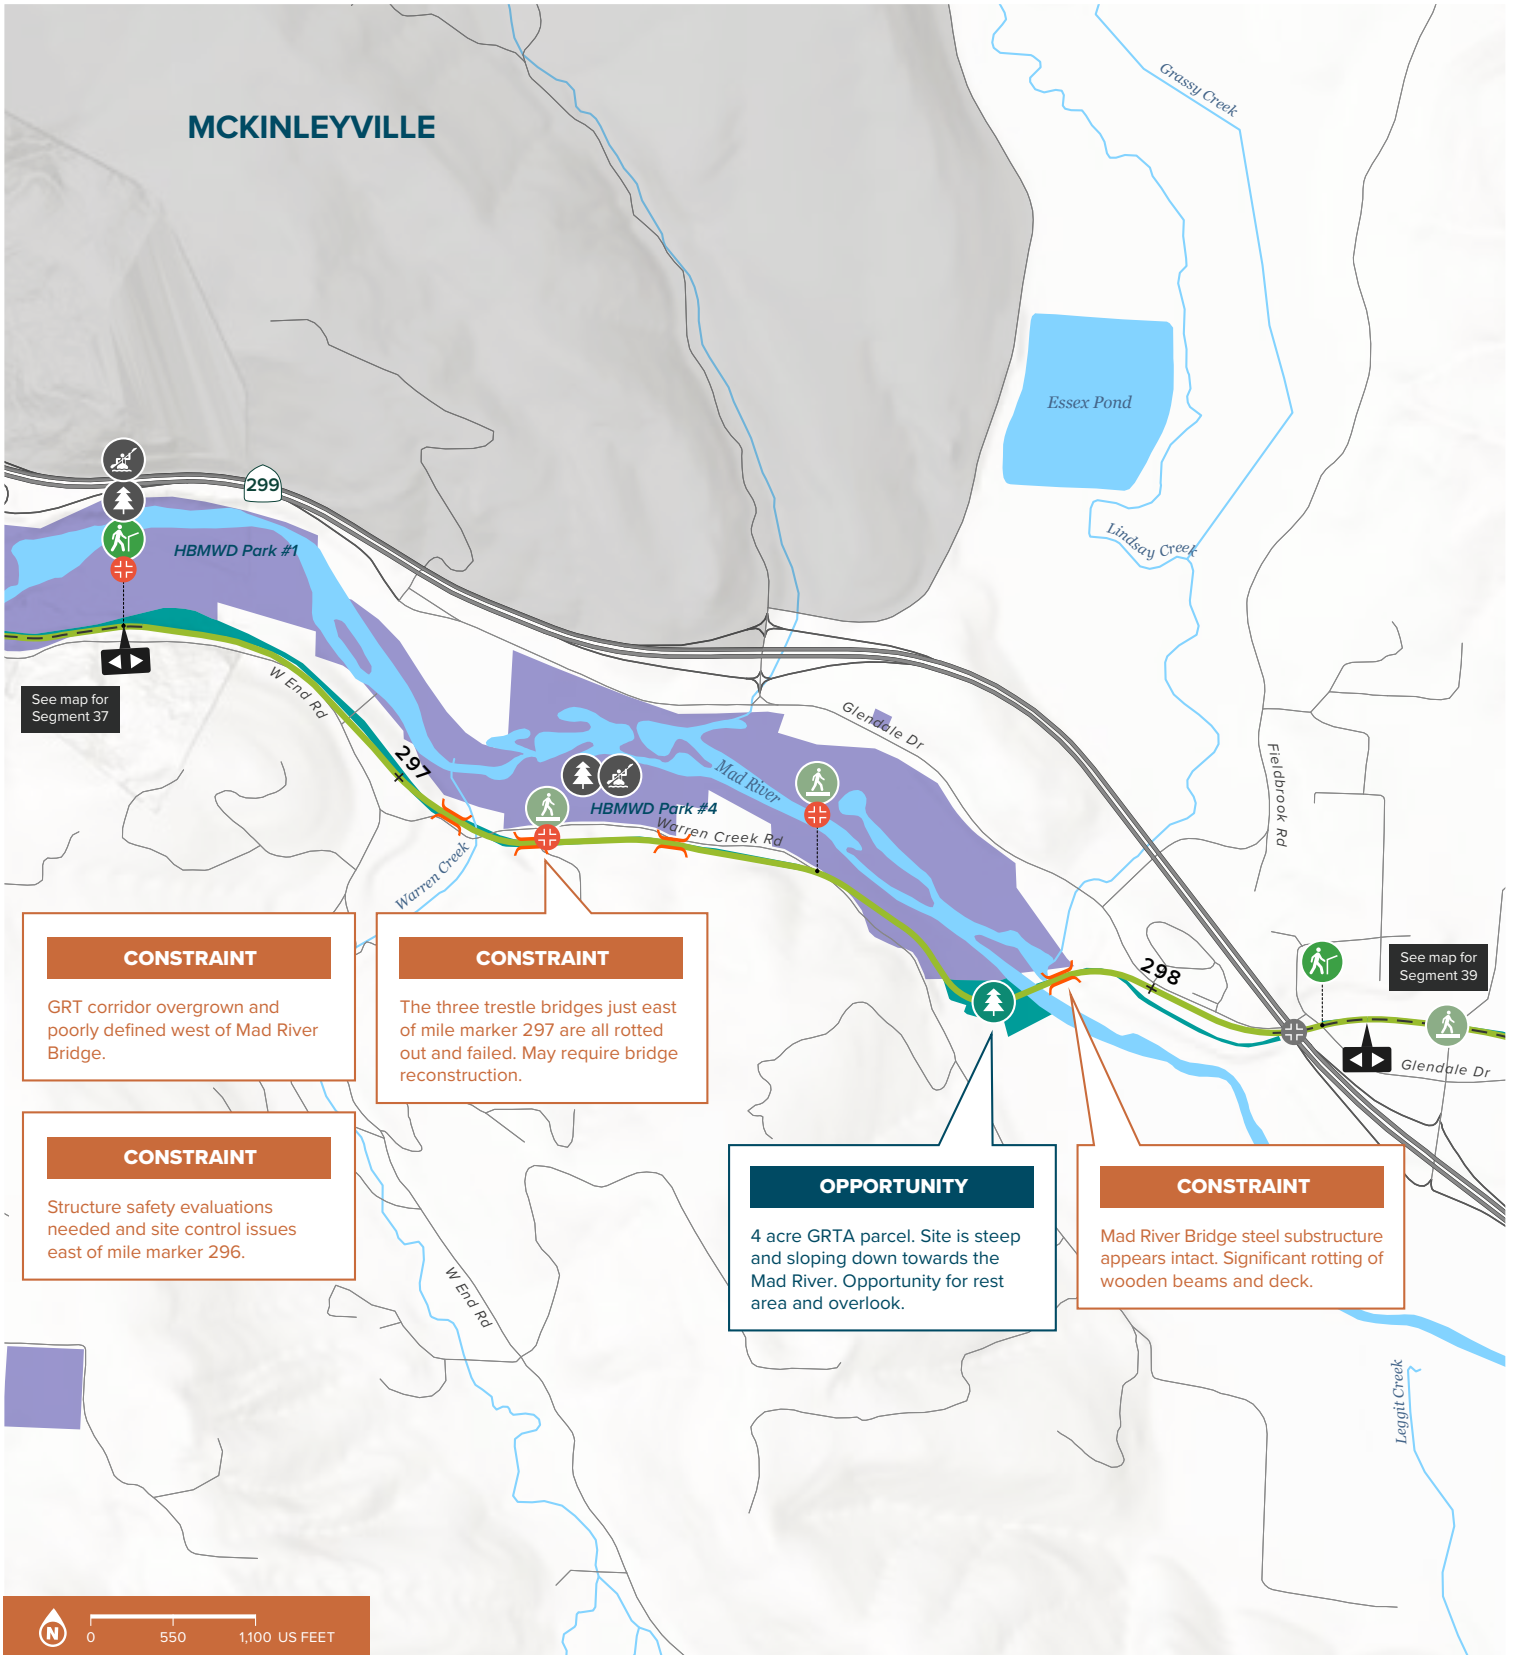 MCKINLEYVILLE
Grassy Creek
Essex Pond
299
Lindsay Creek
HBMWD Park #1
See map for
Segment 37
W End Rd
297
Glendale Dr
Mad River
HBMWD Park #4
Warren Creek Rd
Fieldbrook Rd
Warren Creek
298
See map for
Segment 39
Glendale Dr
CONSTRAINT
GRT corridor overgrown and
poorly defined west of Mad River
Bridge.
CONSTRAINT
The three trestle bridges just east
of mile marker 297 are all rotted
out and failed. May require bridge
reconstruction.
CONSTRAINT
Structure safety evaluations
needed and site control issues
east of mile marker 296.
OPPORTUNITY
4 acre GRTA parcel. Site is steep
and sloping down towards the
Mad River. Opportunity for rest
area and overlook.
CONSTRAINT
Mad River Bridge steel substructure
appears intact. Significant rotting of
wooden beams and deck.
W End Rd
Leggit Creek
N
0 550 1,100 US FEET